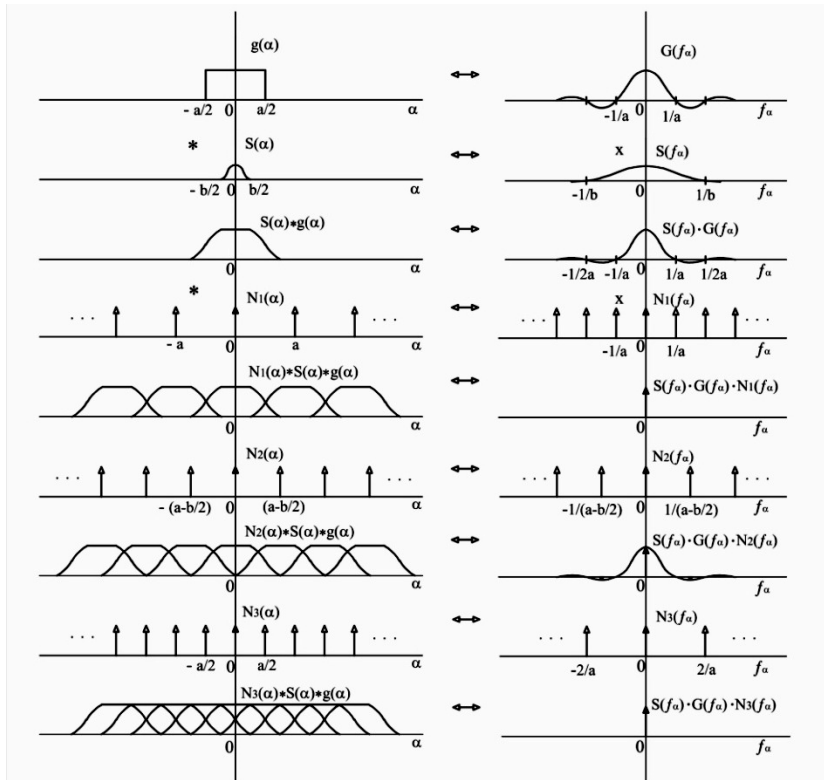 g(α) G(fα)
- a/2 0 a/2 α -1/a 0 1/a fα
* S(α) x S(fα)
- b/2 0 b/2 α -1/b 0 1/b fα
S(α)*g(α) S(fα)·G(fα)
0 α -1/2a -1/a 0 1/a 1/2a fα
* N1(α) x N1(fα)
··· ··· ··· ···
- a 0 a α -1/a 0 1/a fα
N1(α)*S(α)*g(α) S(fα)·G(fα)·N1(fα)
0 α 0 fα
N2(α) N2(fα)
··· ··· ··· ···
- (a-b/2) 0 (a-b/2) α -1/(a-b/2) 0 1/(a-b/2) fα
N2(α)*S(α)*g(α) S(fα)·G(fα)·N2(fα)
0 α 0 fα
N3(α) N3(fα)
··· ··· ··· ···
- a/2 0 a/2 α -2/a 0 2/a fα
N3(α)*S(α)*g(α) S(fα)·G(fα)·N3(fα)
0 α 0 fα